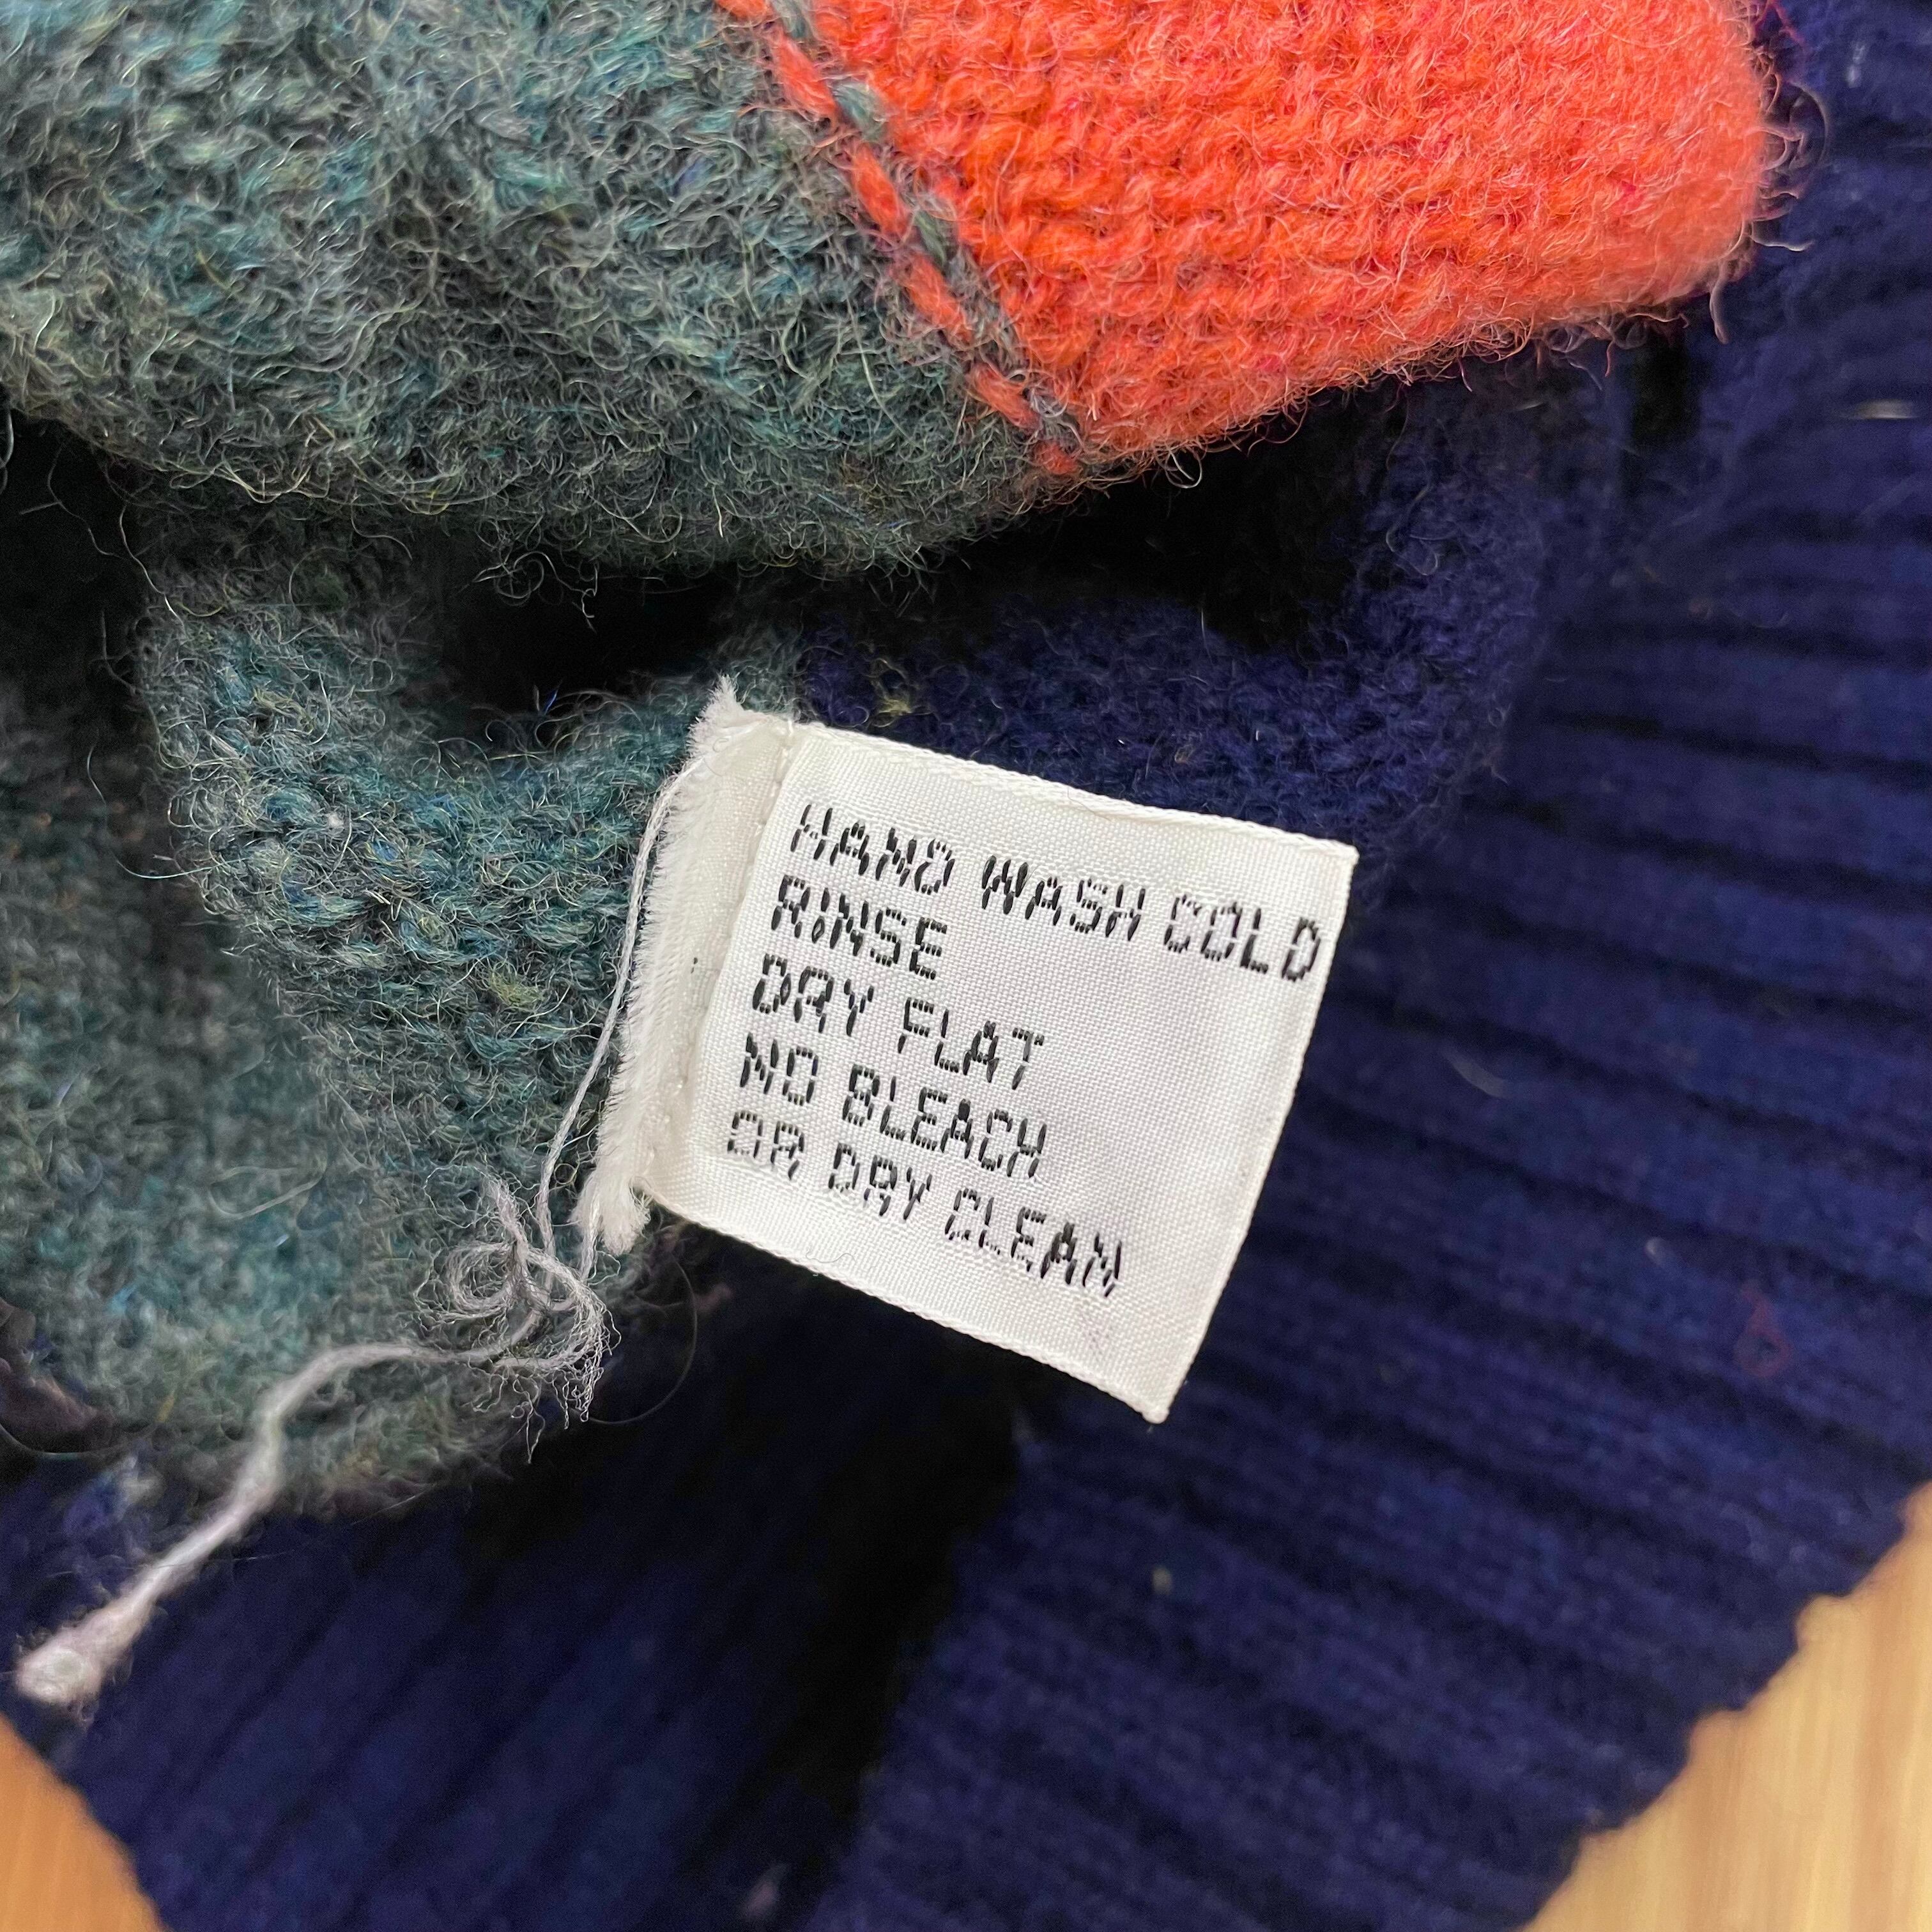 HAND WASH COLD
RINSE
DRY FLAT
NO BLEACH
OR DRY CLEAN